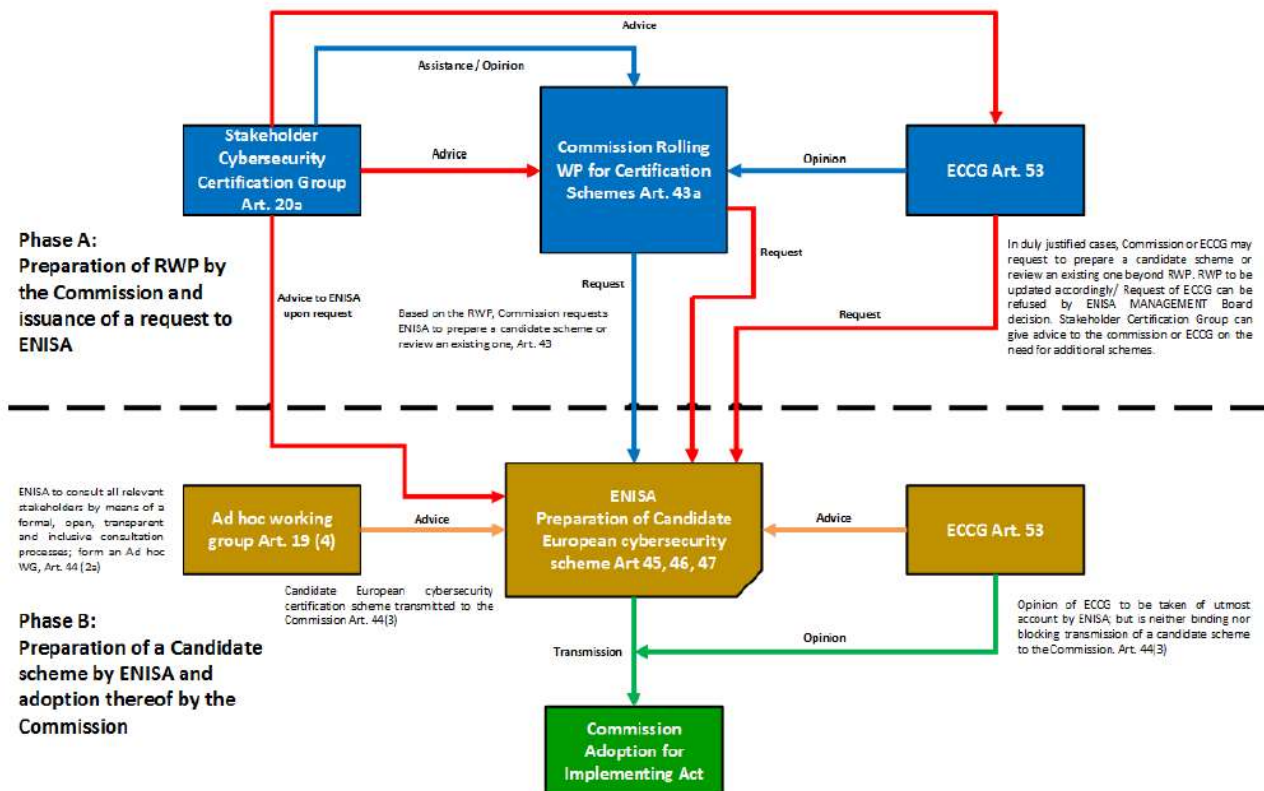 Advice
Assistance / Opinion
Stakeholder
Cybersecurity
Certification Group
Art. 20a
Advice
Commission Rolling
WP for Certification
Schemes Art. 43a
Opinion
ECCG Art. 53
Phase A:
Preparation of RWP by
the Commission and
issuance of a request to
ENISA
Advice to ENISA
upon request
Request
Based on the RWP, Commission requests
ENISA to prepare a candidate scheme or
review an existing one, Art. 43
Request
Request
In duly justified cases, Commission or ECCG may
request to prepare a candidate scheme or
review an existing one beyond RWP. RWP to be
updated accordingly/ Request of ECCG can be
refused by ENISA MANAGEMENT Board
decision. Stakeholder Certification Group can
give advice to the commission or ECCG on the
need for additional schemes.
ENISA to consult all relevant
stakeholders by means of a
formal, open, transparent
and inclusive consultation
processes; form an Ad hoc
WG, Art. 44 (2a)
Ad hoc working
group Art. 19 (4)
Advice
ENISA
Preparation of Candidate
European cybersecurity
scheme Art 45, 46, 47
Advice
ECCG Art. 53
Candidate European cybersecurity
certification scheme transmitted to the
Commission Art. 44(3)
Phase B:
Preparation of a Candidate
scheme by ENISA and
adoption thereof by the
Commission
Transmission
Opinion
Opinion of ECCG to be taken of utmost
account by ENISA; but is neither binding nor
blocking transmission of a candidate scheme
to the Commission. Art. 44(3)
Commission
Adoption for
Implementing Act